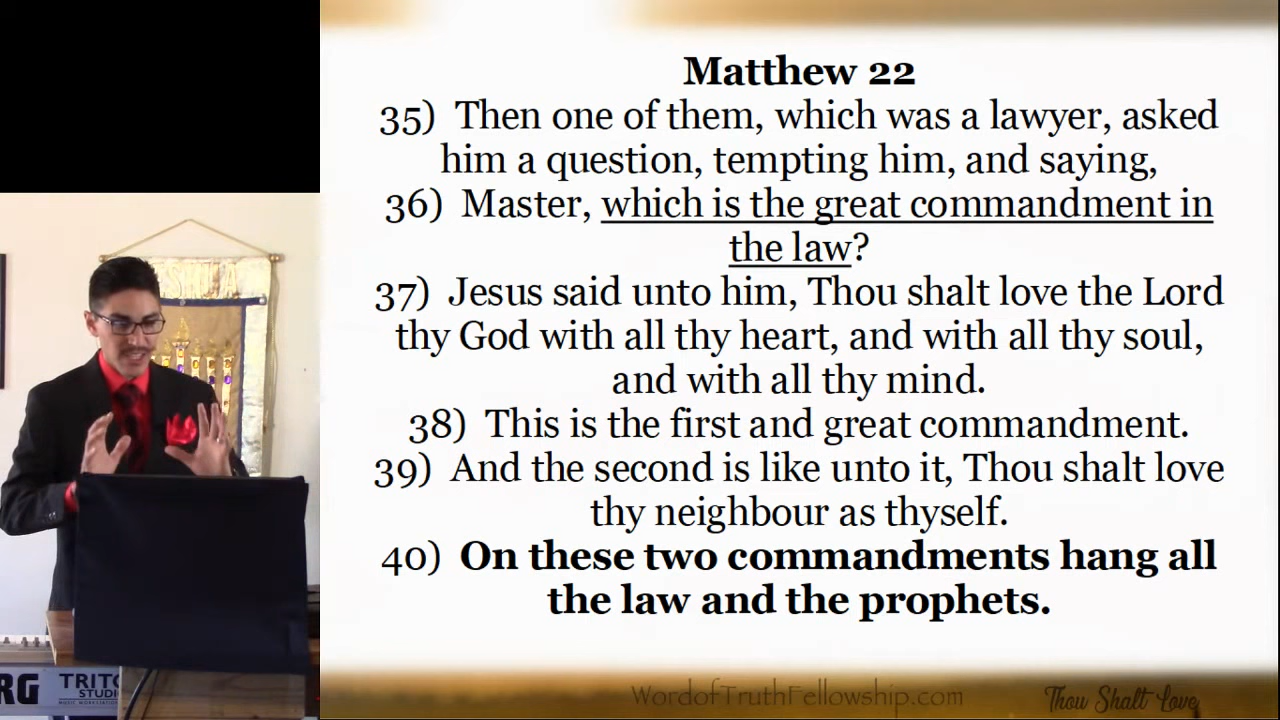 Matthew 22
35) Then one of them, which was a lawyer, asked
him a question, tempting him, and saying,
36) Master, which is the great commandment in
the law?
37) Jesus said unto him, Thou shalt love the Lord
thy God with all thy heart, and with all thy soul,
and with all thy mind.
38) This is the first and great commandment.
39) And the second is like unto it, Thou shalt love
thy neighbour as thyself.
40) On these two commandments hang all
the law and the prophets.
RG
TRITO
STUDI
MUSIC WORKSTA
WordofTruthFellowship.com
Thou Shalt Love